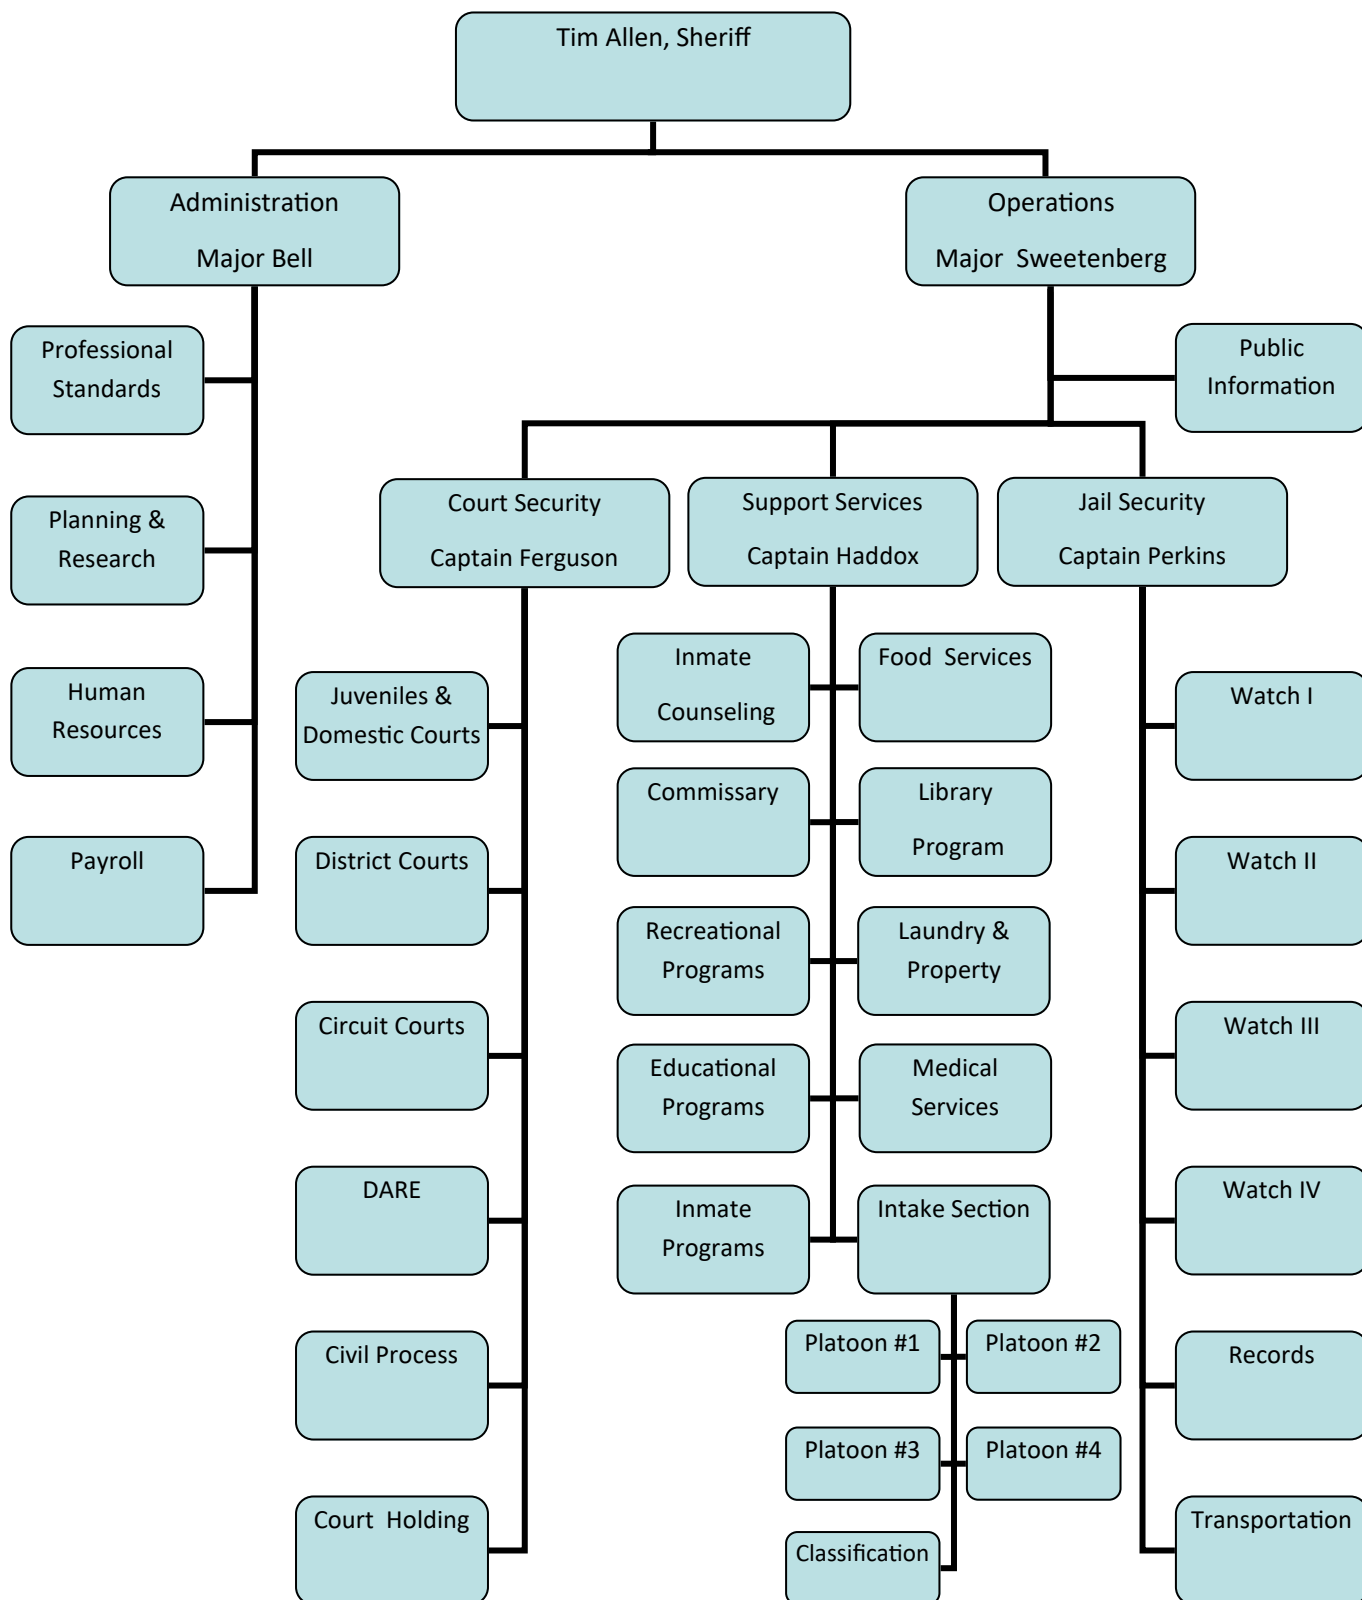 Tim Allen, Sheriff
Administration
Major Bell
Operations
Major Sweetenberg
Professional
Standards
Public
Information
Planning &
Research
Human
Resources
Payroll
Court Security
Captain Ferguson
Support Services
Captain Haddox
Jail Security
Captain Perkins
Juveniles &
Domestic Courts
District Courts
Circuit Courts
DARE
Civil Process
Court Holding
Inmate
Counseling
Food Services
Commissary
Library
Program
Recreational
Programs
Laundry &
Property
Educational
Programs
Medical
Services
Inmate
Programs
Intake Section
Platoon #1
Platoon #2
Platoon #3
Platoon #4
Classification
Watch I
Watch II
Watch III
Watch IV
Records
Transportation